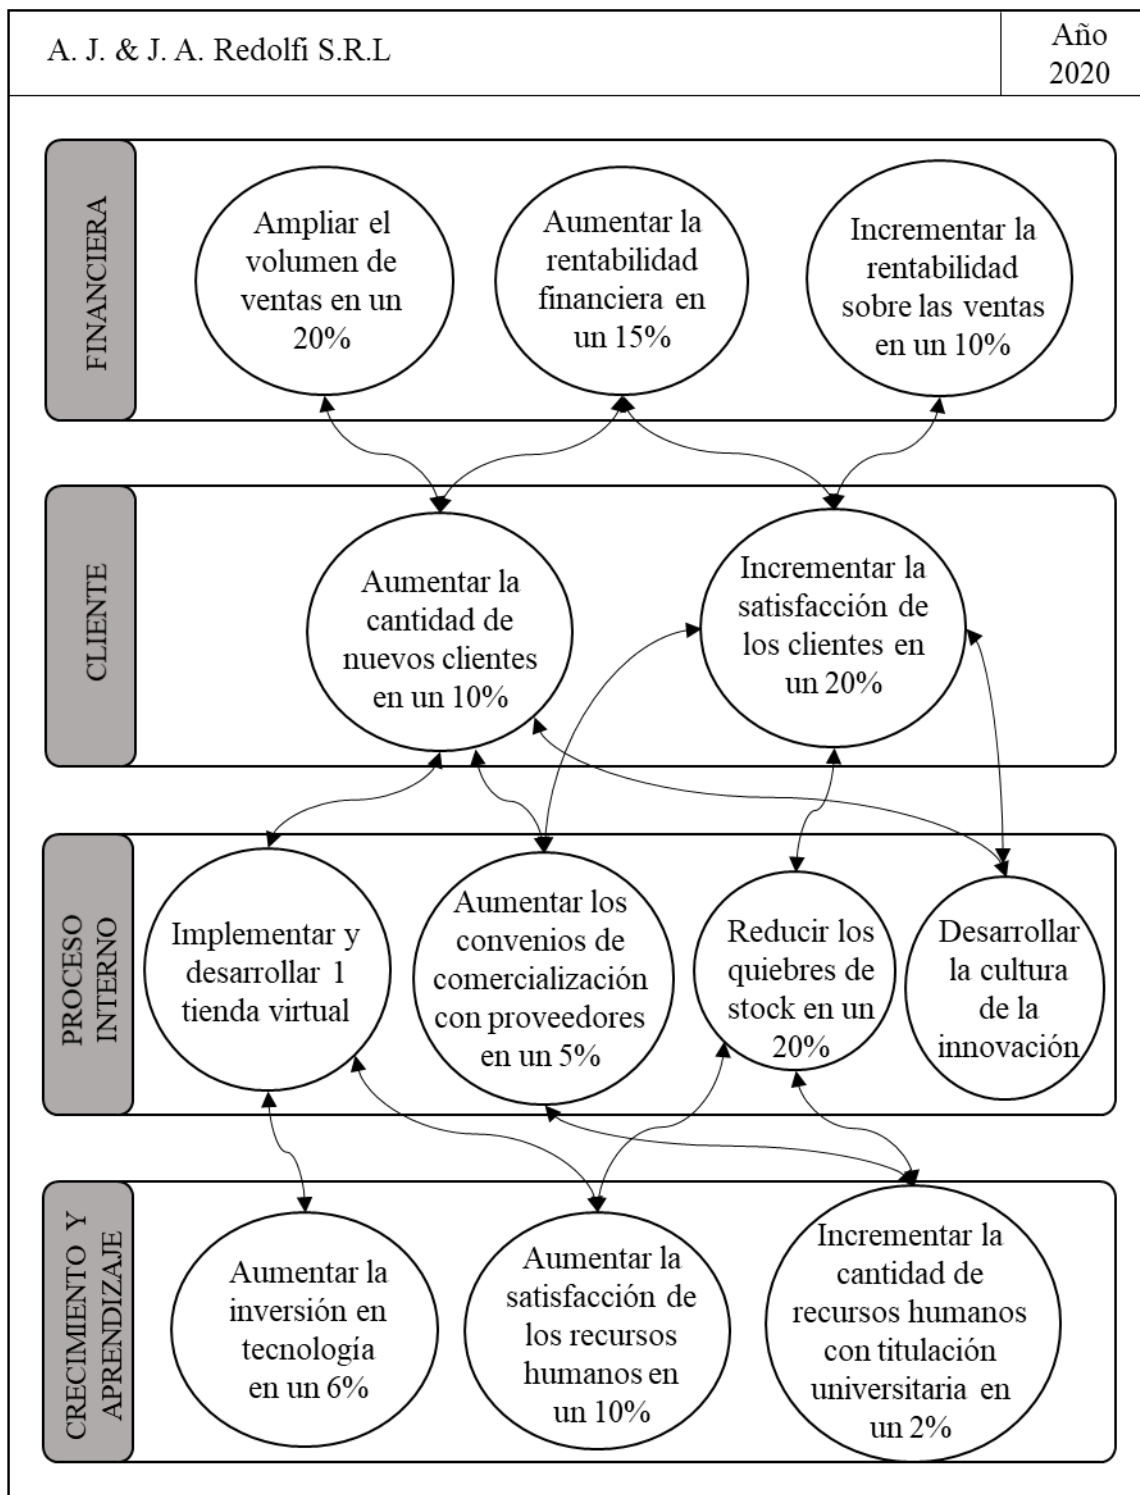 A. J. & J. A. Redolfi S.R.L
Año
2020
FINANCIERA
Ampliar el
volumen de
ventas en un
20%
Aumentar la
rentabilidad
financiera en
un 15%
Incrementar la
rentabilidad
sobre las ventas
en un 10%
CLIENTE
Aumentar la
cantidad de
nuevos clientes
en un 10%
Incrementar la
satisfacción de
los clientes en
un 20%
PROCESO
INTERNO
Implementar y
desarrollar 1
tienda virtual
Aumentar los
convenios de
comercialización
con proveedores
en un 5%
Reducir los
quiebres de
stock en un
20%
Desarrollar
la cultura
de la
innovación
CRECIMIENTO Y
APRENDIZAJE
Aumentar la
inversión en
tecnología
en un 6%
Aumentar la
satisfacción de
los recursos
humanos en
un 10%
Incrementar la
cantidad de
recursos humanos
con titulación
universitaria en
un 2%